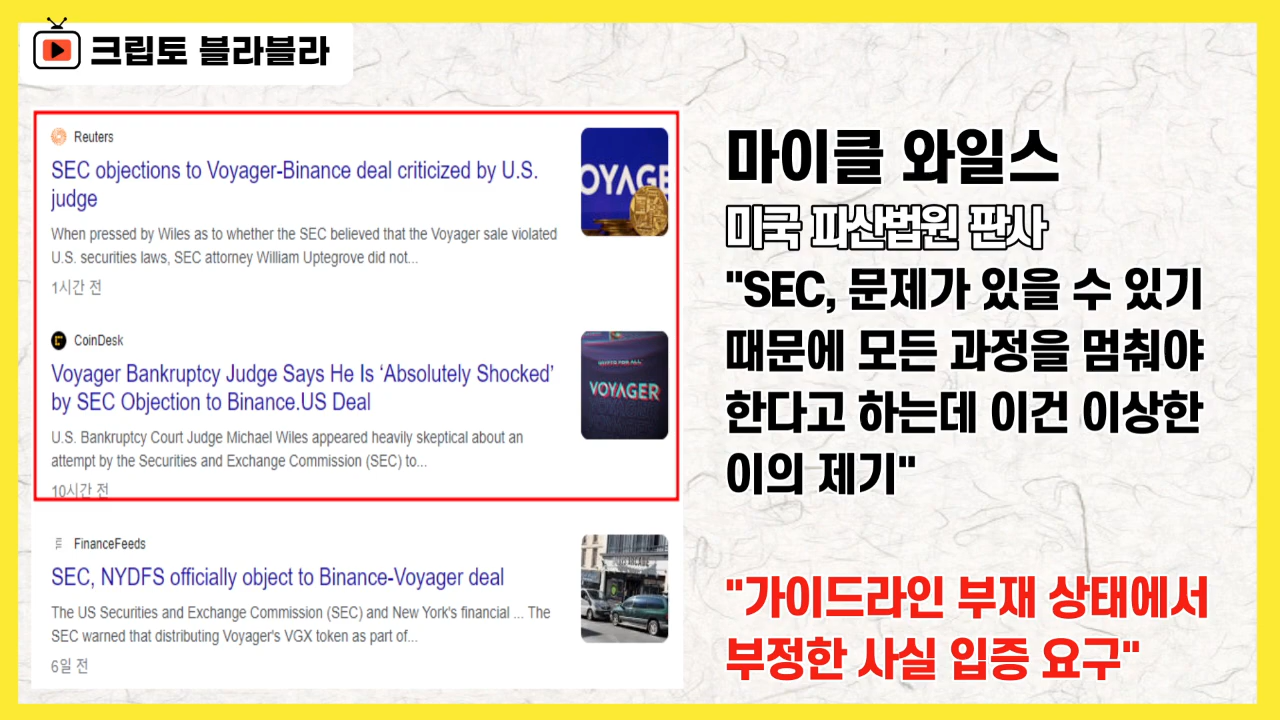 크립토 블라블라
Reuters
SEC objections to Voyager-Binance deal criticized by U.S.
judge
When pressed by Wiles as to whether the SEC believed that the Voyager sale violated
U.S. securities laws, SEC attorney William Uptegrove did not...
1시간 전
OYAGE
CoinDesk
Voyager Bankruptcy Judge Says He Is ‘Absolutely Shocked’
by SEC Objection to Binance.US Deal
U.S. Bankruptcy Court Judge Michael Wiles appeared heavily skeptical about an
attempt by the Securities and Exchange Commission (SEC) to...
10시간 전
CRYPTO FOR ALL
VOYAGER
FinanceFeeds
SEC, NYDFS officially object to Binance-Voyager deal
The US Securities and Exchange Commission (SEC) and New York's financial ... The
SEC warned that distributing Voyager's VGX token as part of...
6일 전
마이클 와일스
미국 파산법원 판사
"SEC, 문제가 있을 수 있기
때문에 모든 과정을 멈춰야
한다고 하는데 이건 이상한
이의 제기"
"가이드라인 부재 상태에서
부정한 사실 입증 요구"